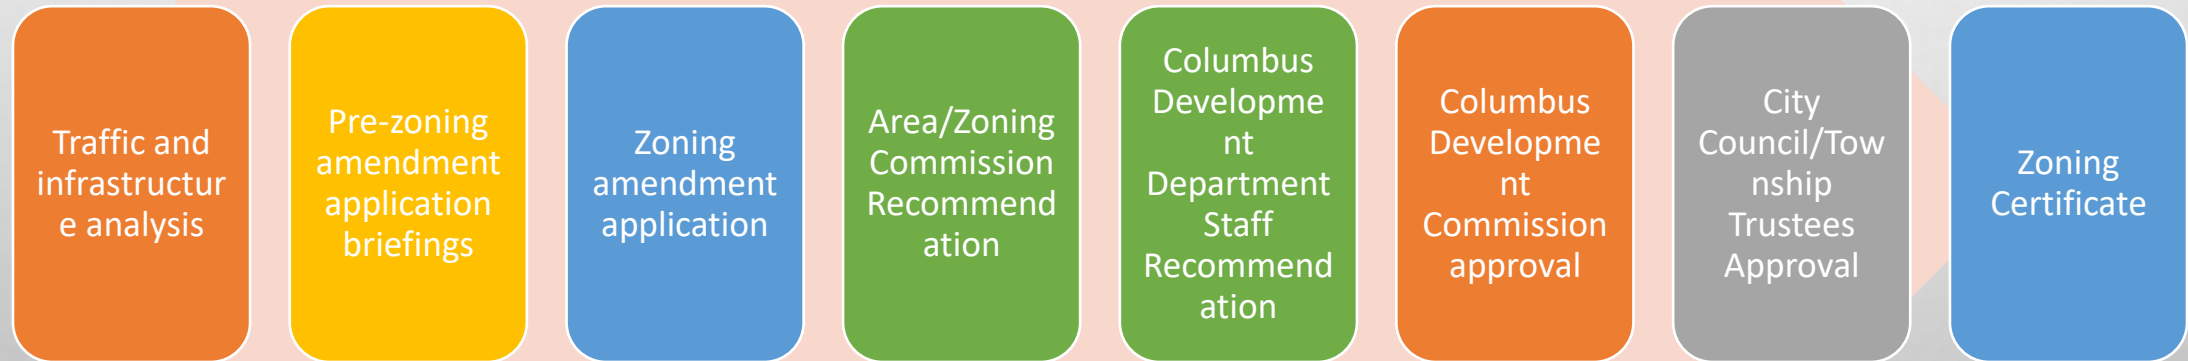 Traffic and
infrastructur
e analysis
Pre-zoning
amendment
application
briefings
Zoning
amendment
application
Area/Zoning
Commission
Recommend
ation
Columbus
Developme
nt
Department
Staff
Recommend
ation
Columbus
Developme
nt
Commission
approval
City
Council/Tow
nship
Trustees
Approval
Zoning
Certificate